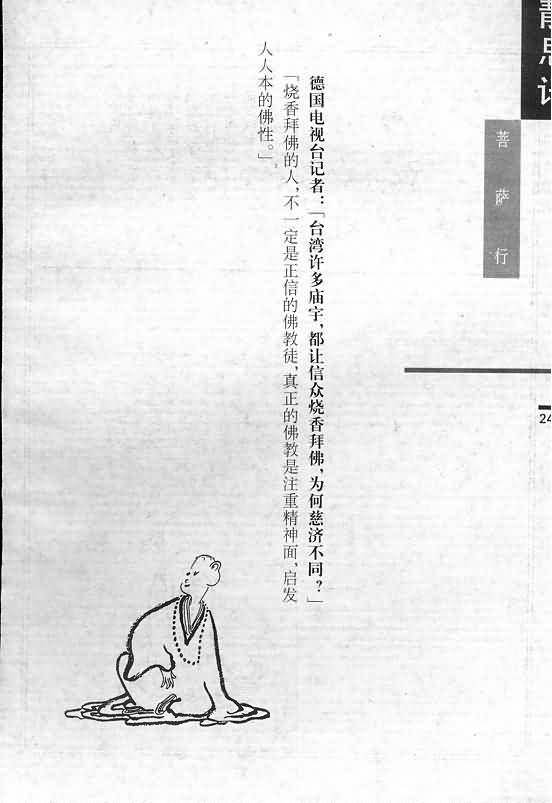 菩萨行
24
德国电视台记者：「台湾许多庙宇，都让信众烧香拜佛，为何慈济不同？」
「烧香拜佛的人，不一定是正信的佛教徒，真正的佛教是注重精神面，启发
人人本的佛性。」